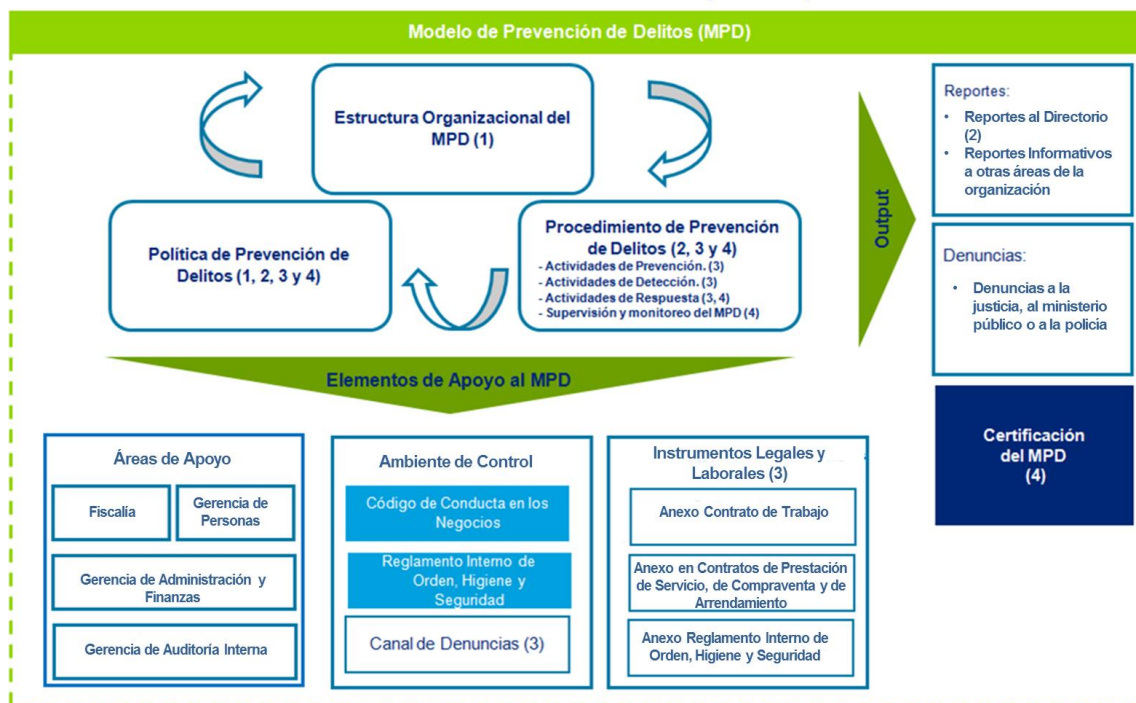 Modelo de Prevención de Delitos (MPD)
Estructura Organizacional del
MPD (1)
Política de Prevención de
Delitos (1, 2, 3 y 4)
Procedimiento de Prevención
de Delitos (2, 3 y 4)
- Actividades de Prevención. (3)
- Actividades de Detección. (3)
- Actividades de Respuesta (3, 4)
- Supervisión y monitoreo del MPD (4)
Output
Reportes:
• Reportes al Directorio
(2)
• Reportes Informativos
a otras áreas de la
organización
Denuncias:
• Denuncias a la
justicia, al ministerio
público o a la policía
Certificación
del MPD
(4)
Elementos de Apoyo al MPD
Áreas de Apoyo
Fiscalía
Gerencia de
Personas
Gerencia de Administración y
Finanzas
Gerencia de Auditoría Interna
Ambiente de Control
Código de Conducta en los
Negocios
Reglamento Interno de
Orden, Higiene y
Seguridad
Canal de Denuncias (3)
Instrumentos Legales y
Laborales (3)
Anexo Contrato de Trabajo
Anexo en Contratos de Prestación
de Servicio, de Compraventa y de
Arrendamiento
Anexo Reglamento Interno de
Orden, Higiene y Seguridad